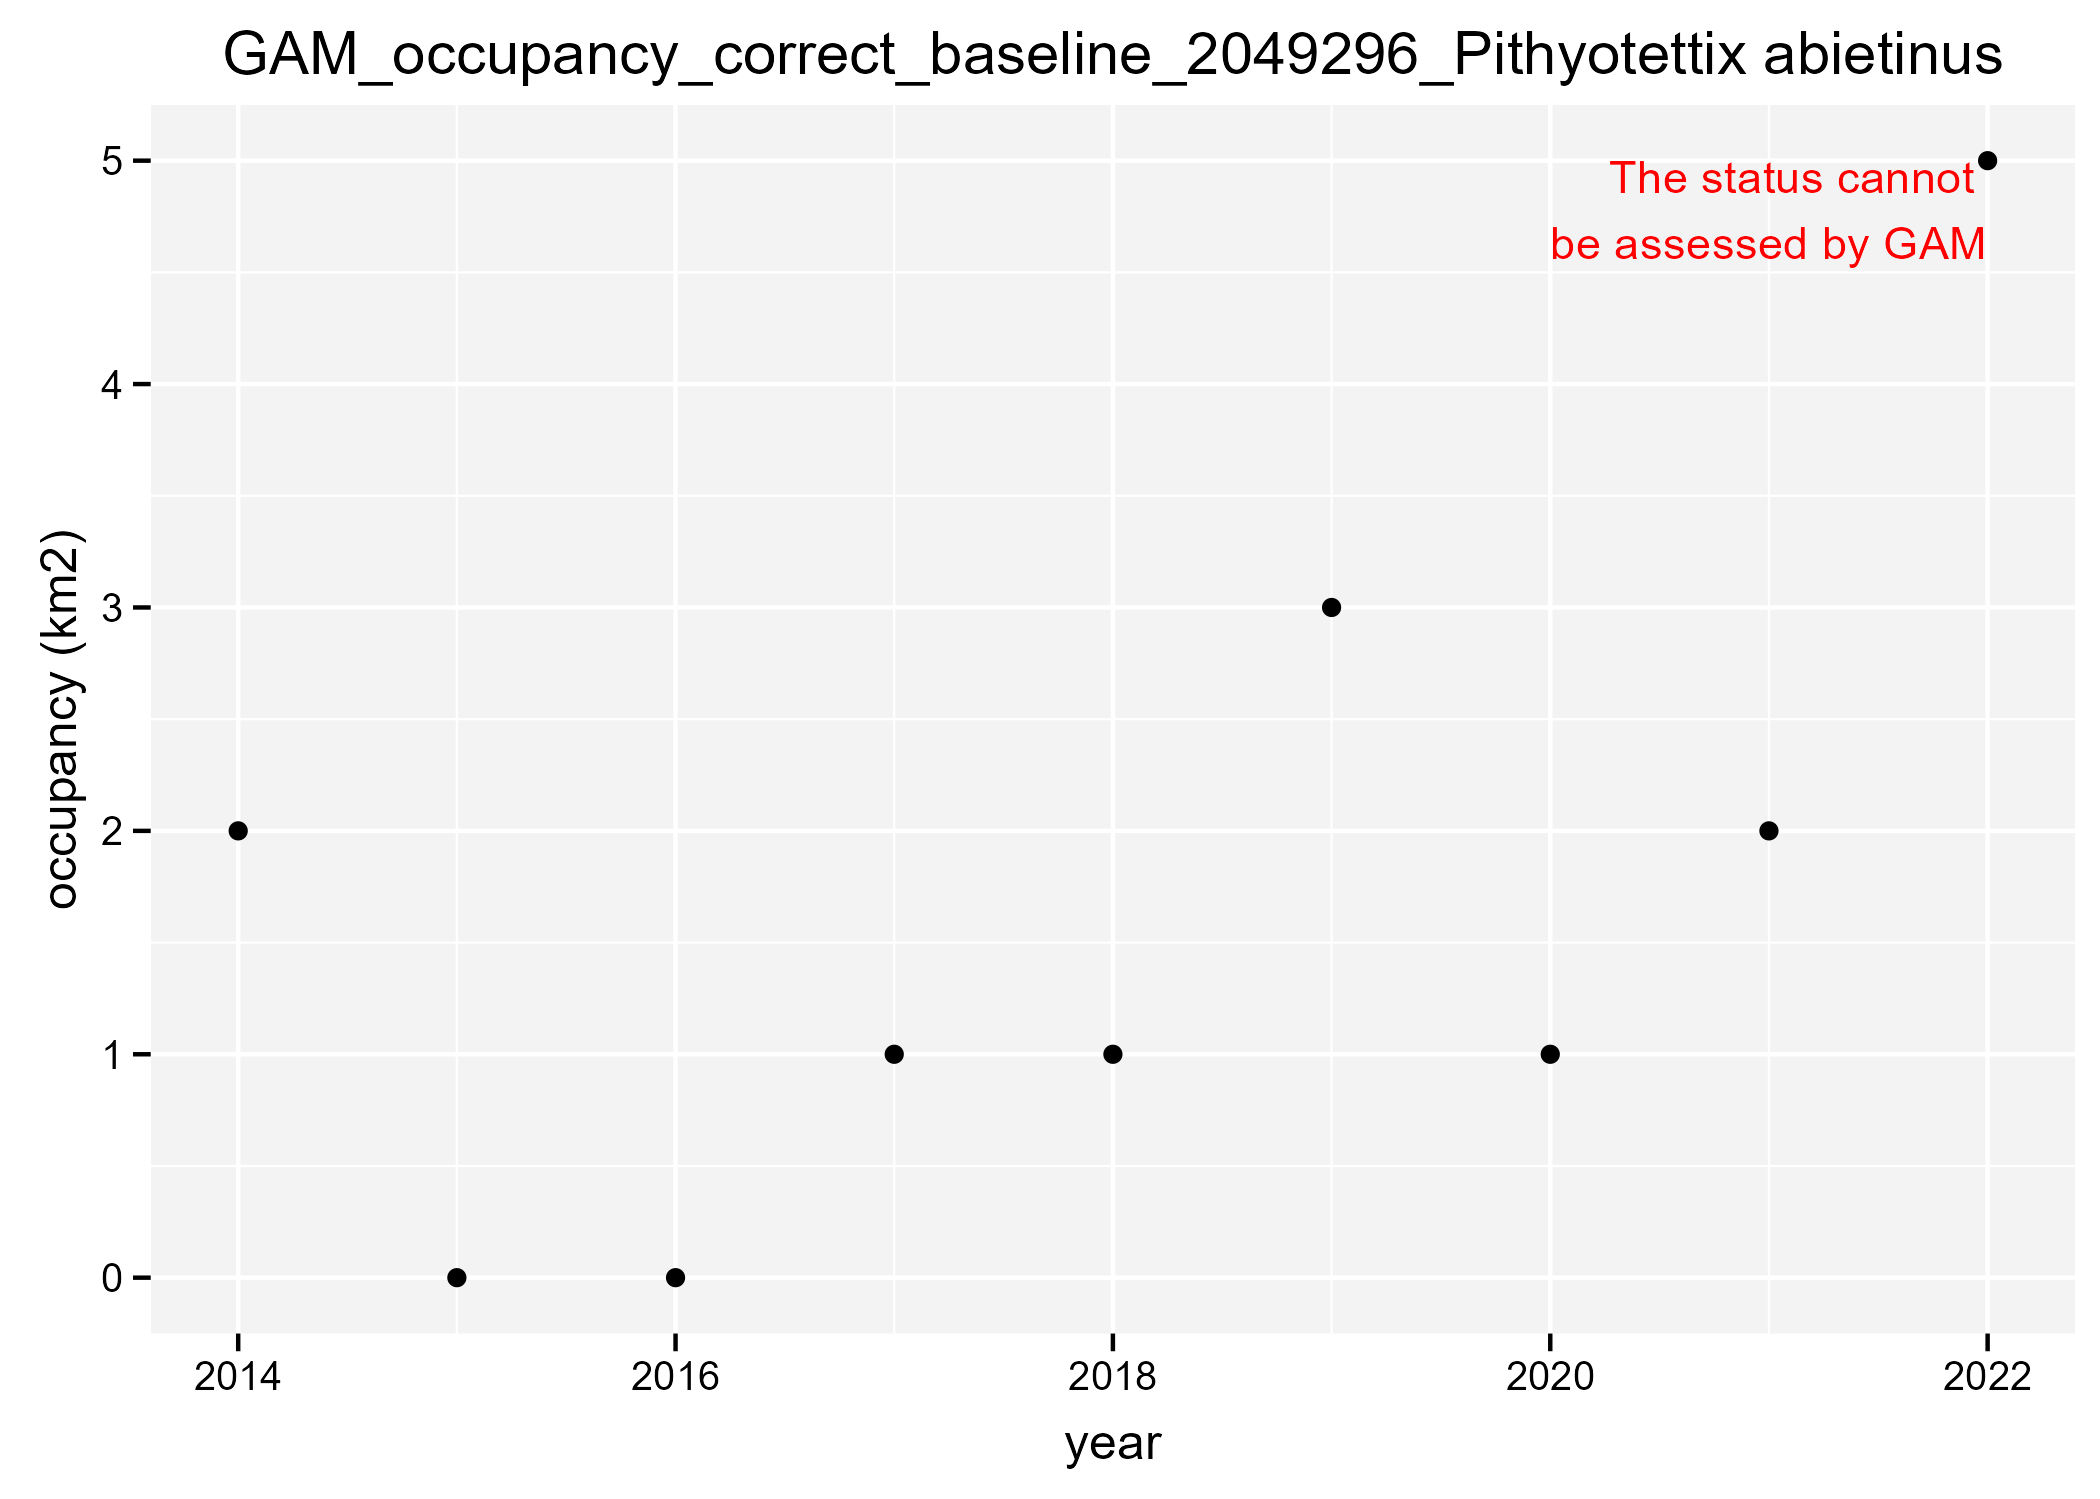 GAM_occupancy_correct_baseline_2049296_Pithyotettix abietinus
The status cannot
be assessed by GAM
occupancy (km2)
5
4
3
2
1
0
2014 2016 2018 2020 2022
year